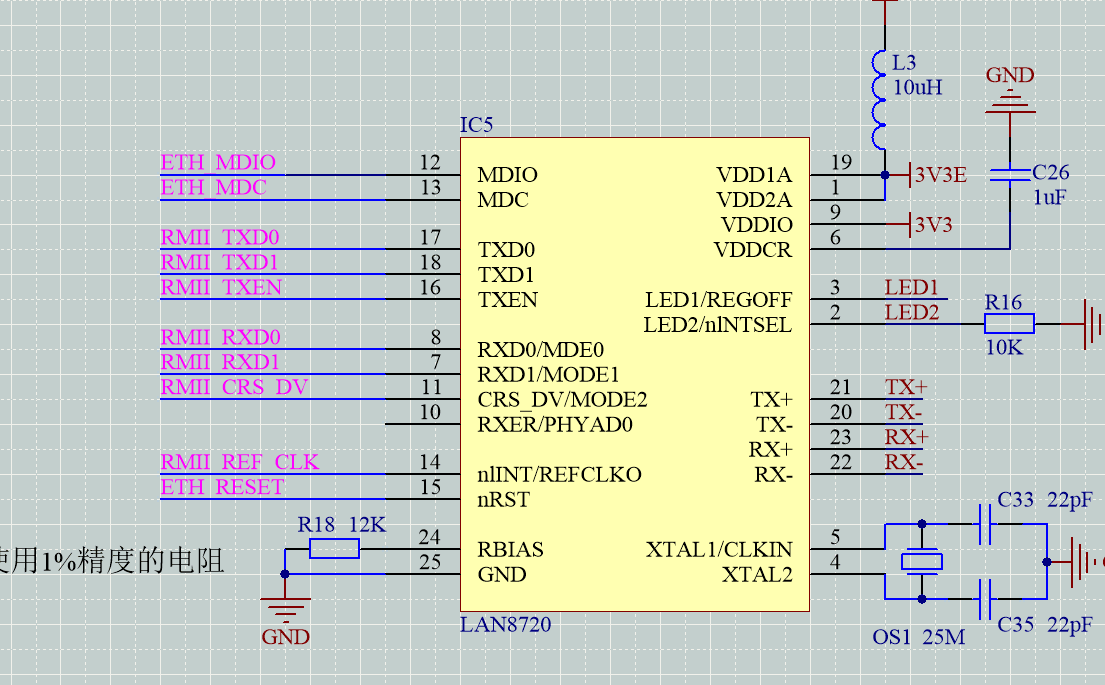 L3
10uH
GND
C26
1uF
IC5
ETH_MDIO 12 MDIO
ETH_MDC 13 MDC
RMII_TXD0 17 TXD0
RMII_TXD1 18 TXD1
RMII_TXEN 16 TXEN
RMII_RXD0 8 RXD0/MDE0
RMII_RXD1 7 RXD1/MODE1
RMII_CRS_DV 11 CRS_DV/MODE2
10 RXER/PHYAD0
RMII_REF_CLK 14 nlINT/REFCLKO
ETH_RESET 15 nRST
R18 12K
24 RBIAS
25 GND
用1%精度的电阻
GND
VDD1A 19 3V3E
VDD2A 1
VDDIO 9 3V3
VDDCR 6
LED1/REGOFF 3 LED1
LED2/nlNTSEL 2 LED2
R16
10K
TX+ 21 TX+
TX- 20 TX-
RX+ 23 RX+
RX- 22 RX-
C33 22pF
XTAL1/CLKIN 5
XTAL2 4
C35 22pF
OS1 25M
LAN8720